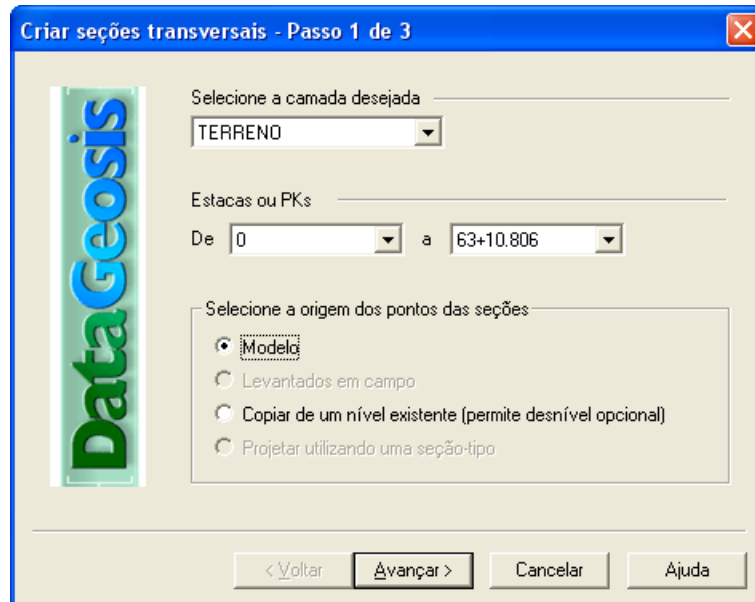 Criar seções transversais - Passo 1 de 3
DataGeosis
Selecione a camada desejada
TERRENO
Estacas ou PKs
De 0 a 63+10.806
Selecione a origem dos pontos das seções
Modelo
Levantados em campo
Copiar de um nível existente (permite desnível opcional)
Projetar utilizando uma seção-tipo
< Voltar Avançar > Cancelar Ajuda